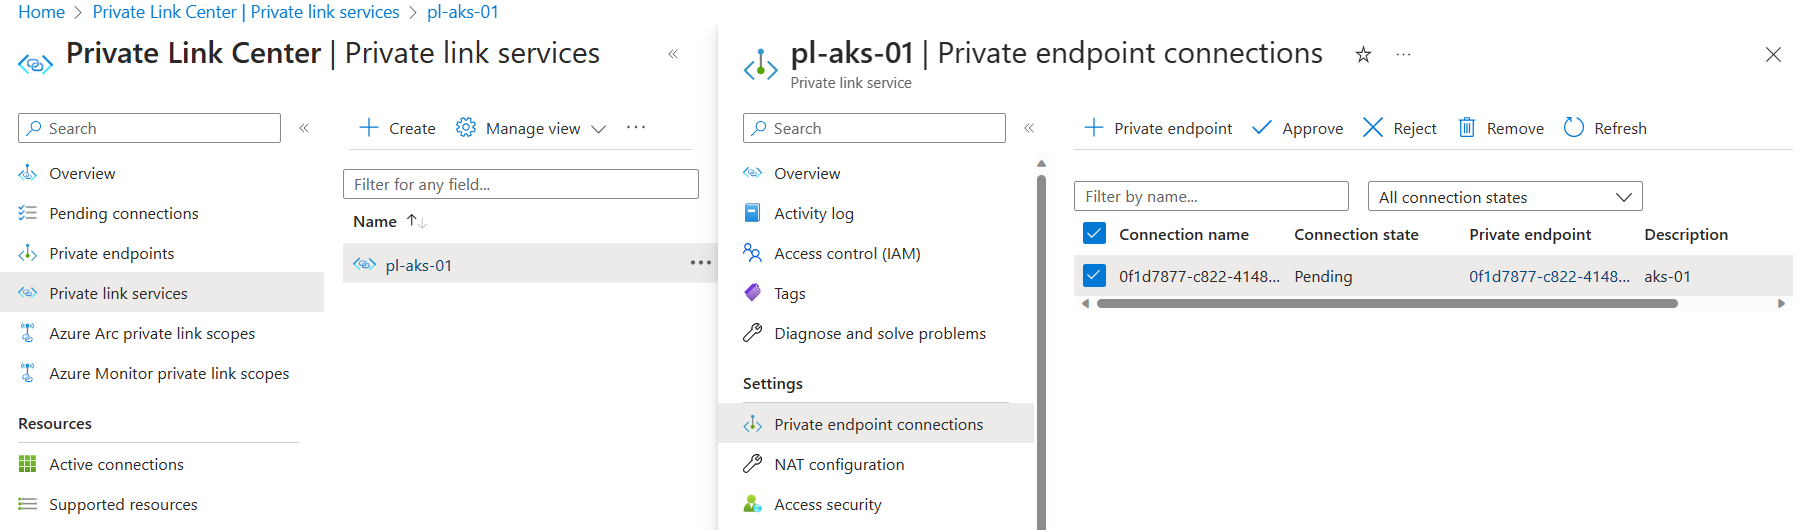 Home > Private Link Center | Private link services > pl-aks-01
Private Link Center | Private link services «
Search «
Overview
Pending connections
Private endpoints
Private link services
Azure Arc private link scopes
Azure Monitor private link scopes
Resources
Active connections
Supported resources
+ Create Manage view ···
Filter for any field...
Name ↑↓
pl-aks-01 ···
pl-aks-01 | Private endpoint connections ☆ ···
Private link service
Search «
Overview
Activity log
Access control (IAM)
Tags
Diagnose and solve problems
Settings
Private endpoint connections
NAT configuration
Access security
+ Private endpoint Approve Reject Remove Refresh
Filter by name... All connection states
Connection name Connection state Private endpoint Description
0f1d7877-c822-4148... Pending 0f1d7877-c822-4148... aks-01